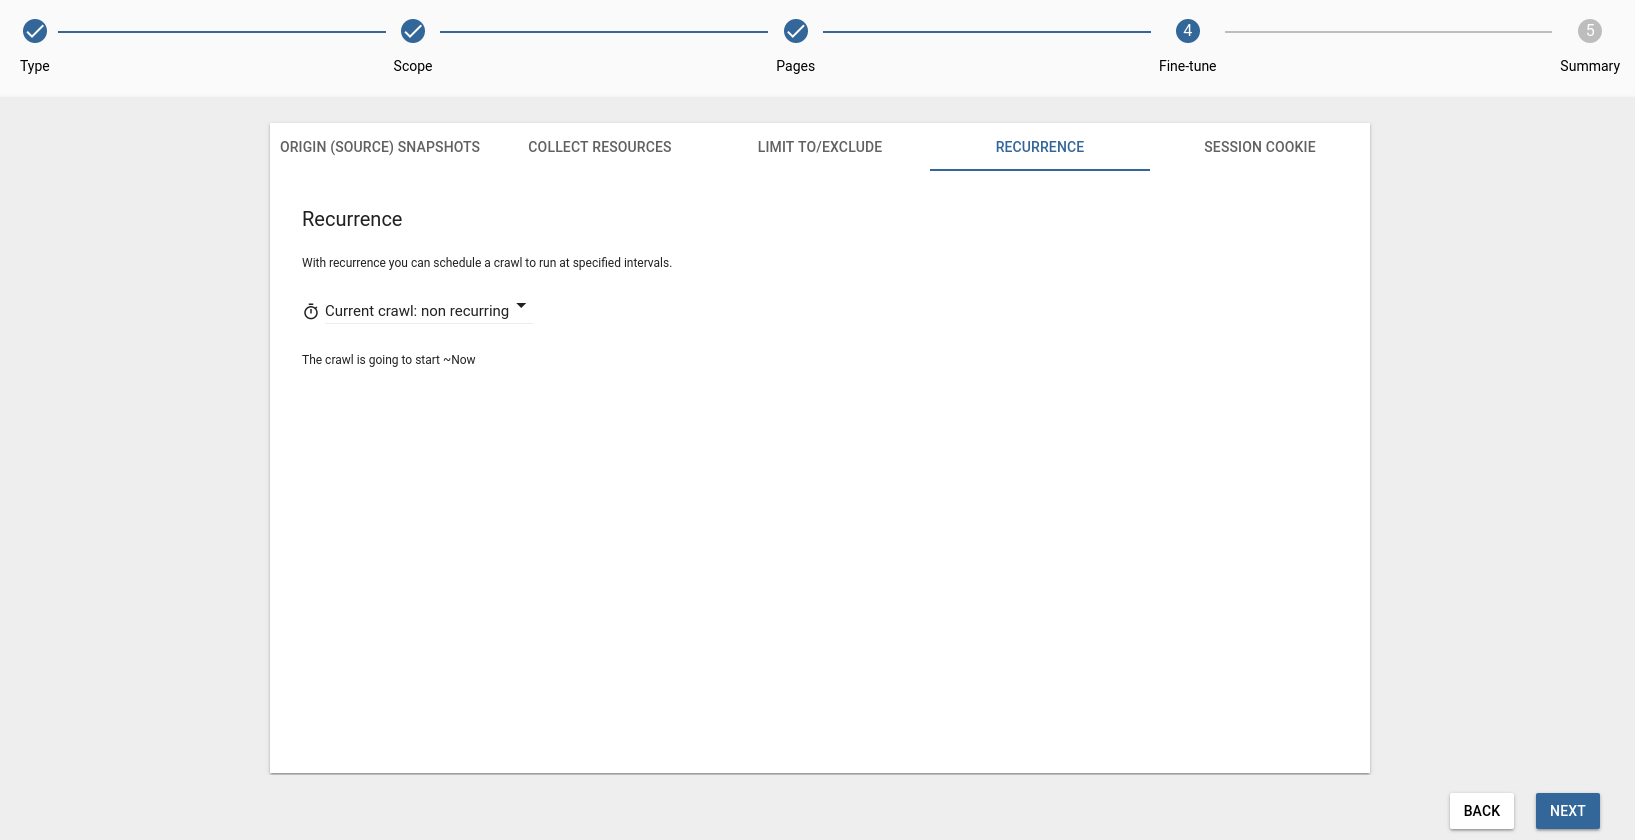 4
5
Type
Scope
Pages
Fine-tune
Summary
ORIGIN (SOURCE) SNAPSHOTS
COLLECT RESOURCES
LIMIT TO/EXCLUDE
RECURRENCE
SESSION COOKIE
Recurrence
With recurrence you can schedule a crawl to run at specified intervals.
Current crawl: non recurring
The crawl is going to start ~Now
BACK
NEXT